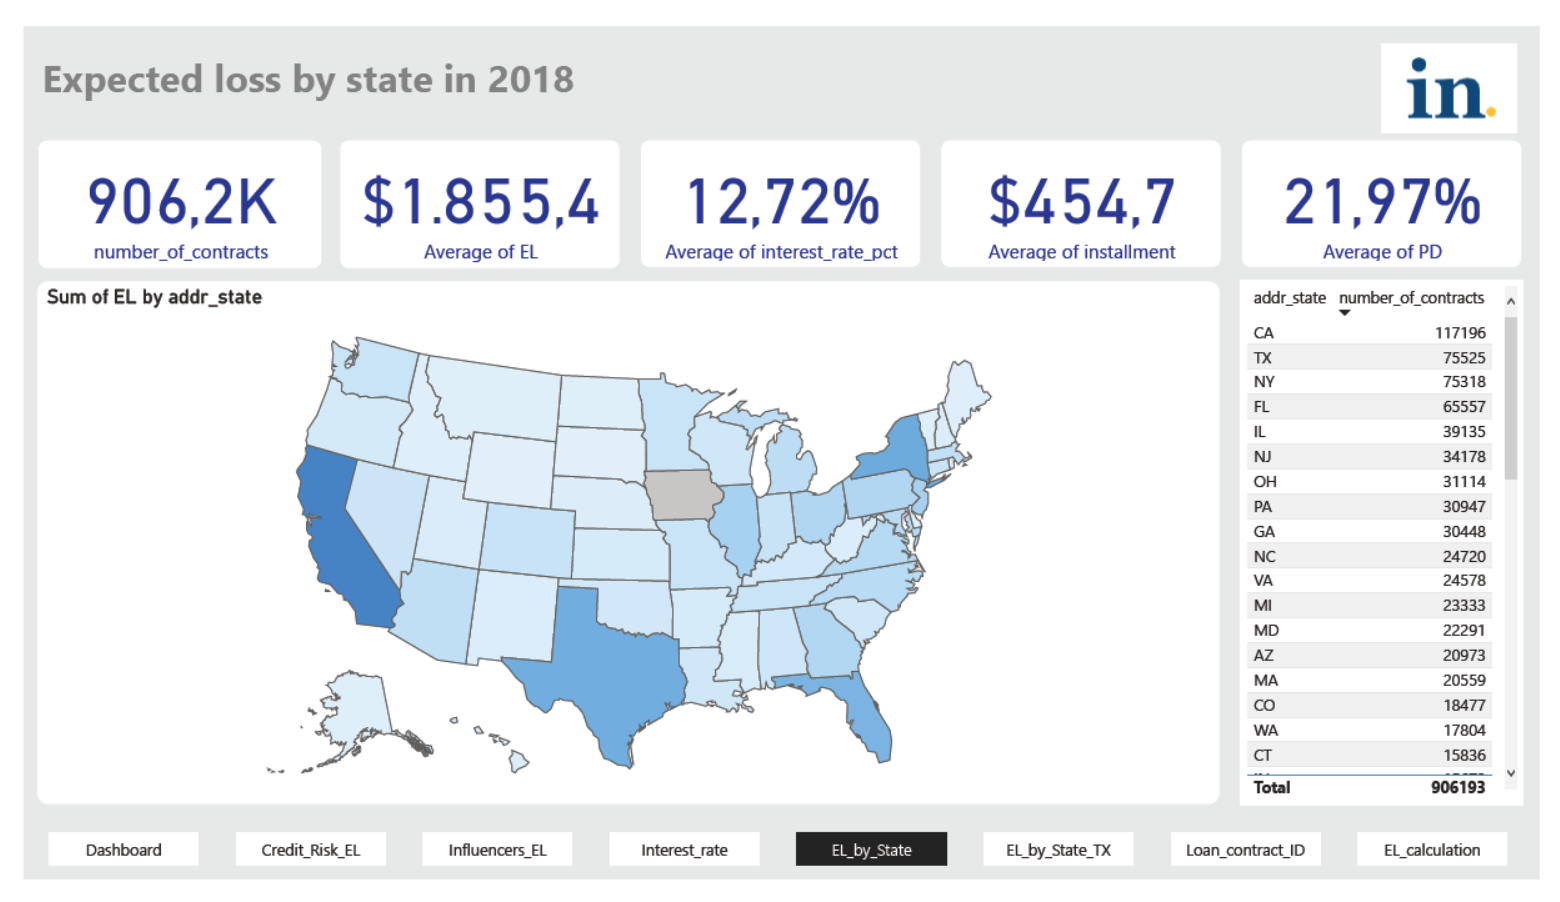 Expected loss by state in 2018
in.
906,2K
number_of_contracts
$1.855,4
Average of EL
12,72%
Average of interest_rate_pct
$454,7
Average of installment
21,97%
Average of PD
Sum of EL by addr_state
addr_state number_of_contracts
CA 117196
TX 75525
NY 75318
FL 65557
IL 39135
NJ 34178
OH 31114
PA 30947
GA 30448
NC 24720
VA 24578
MI 23333
MD 22291
AZ 20973
MA 20559
CO 18477
WA 17804
CT 15836
Total 906193
Dashboard
Credit_Risk_EL
Influencers_EL
Interest_rate
EL_by_State
EL_by_State_TX
Loan_contract_ID
EL_calculation